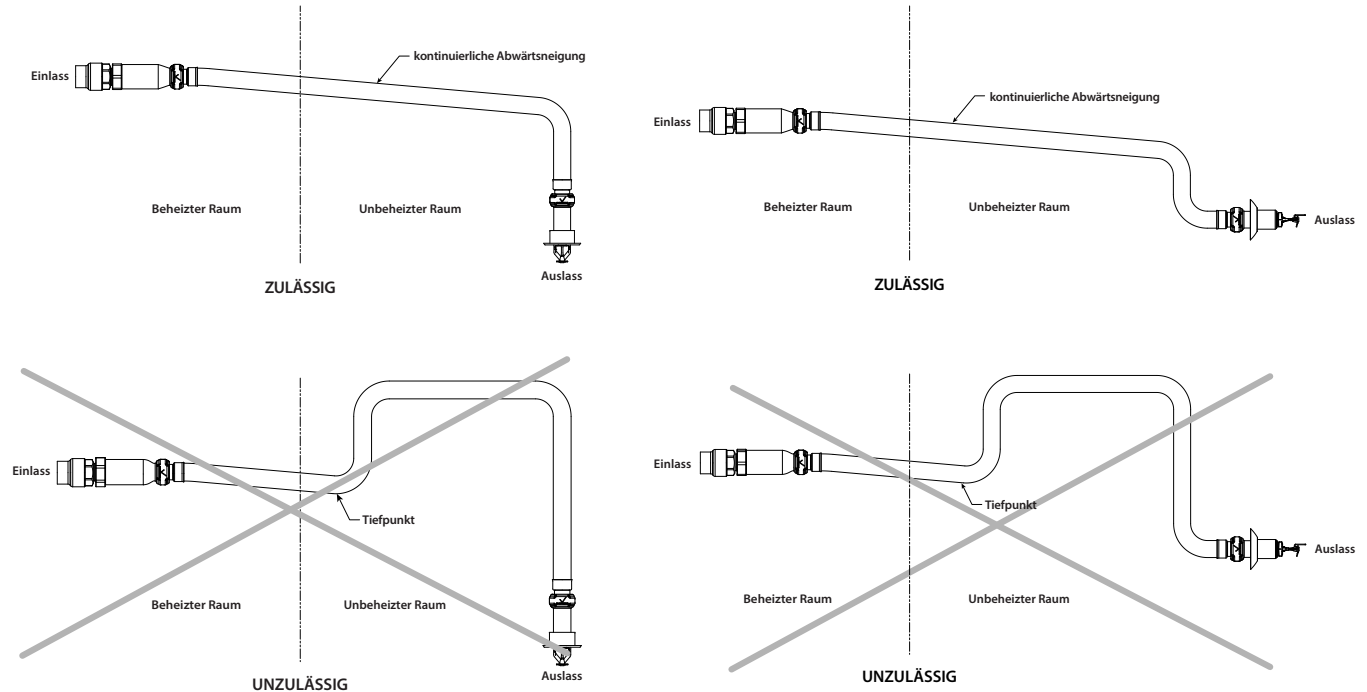 kontinuierliche Abwärtsneigung
Einlass
Beheizter Raum
Unbeheizter Raum
Auslass
ZULÄSSIG
kontinuierliche Abwärtsneigung
Einlass
Beheizter Raum
Unbeheizter Raum
Auslass
ZULÄSSIG
Einlass
Tiefpunkt
Beheizter Raum
Unbeheizter Raum
Auslass
UNZULÄSSIG
Einlass
Tiefpunkt
Auslass
Beheizter Raum
Unbeheizter Raum
UNZULÄSSIG